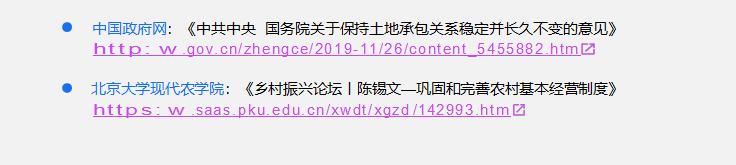 中国政府网：《中共中央 国务院关于保持土地承包关系稳定并长久不变的意见》
http: w .gov.cn/zhengce/2019-11/26/content_5455882.htm
北京大学现代农学院：《乡村振兴论坛丨陈锡文—巩固和完善农村基本经营制度》
https: w .saas.pku.edu.cn/xwdt/xgzd/142993.htm